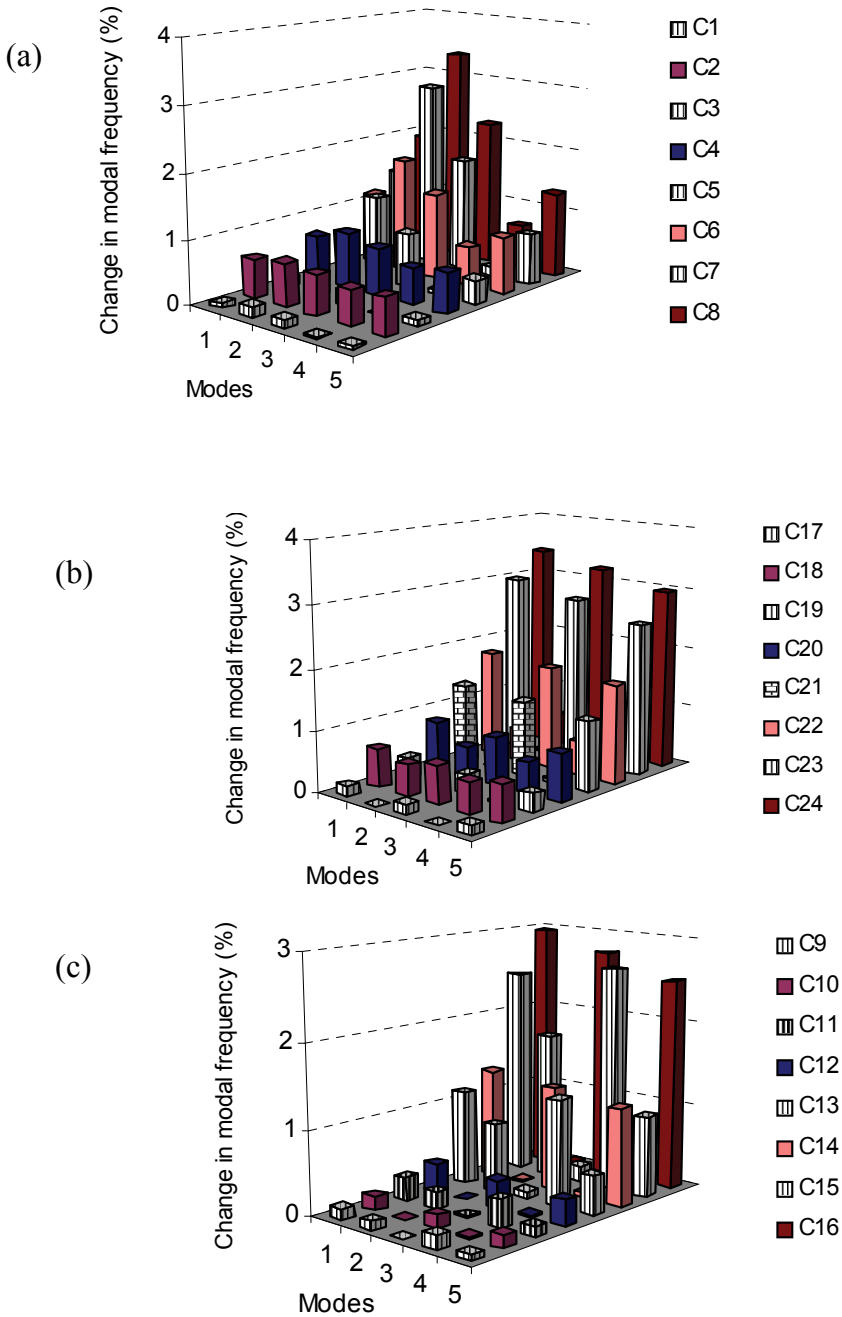 (a)
Change in modal frequency (%)
4
3
2
1
0
1 2 3 4 5
Modes
C1
C2
C3
C4
C5
C6
C7
C8
(b)
Change in modal frequency (%)
4
3
2
1
0
1 2 3 4 5
Modes
C17
C18
C19
C20
C21
C22
C23
C24
(c)
Change in modal frequency (%)
3
2
1
0
1 2 3 4 5
Modes
C9
C10
C11
C12
C13
C14
C15
C16